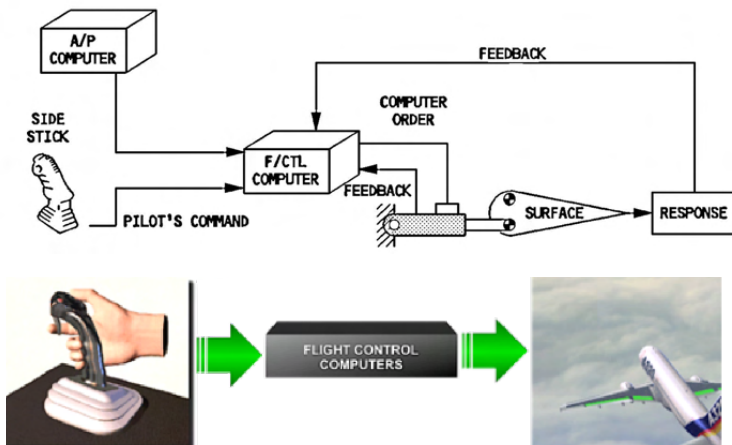 A/P
COMPUTER
FEEDBACK
SIDE
STICK
COMPUTER
ORDER
F/CTL
COMPUTER
FEEDBACK
PILOT'S COMMAND
SURFACE
RESPONSE
FLIGHT CONTROL
COMPUTERS